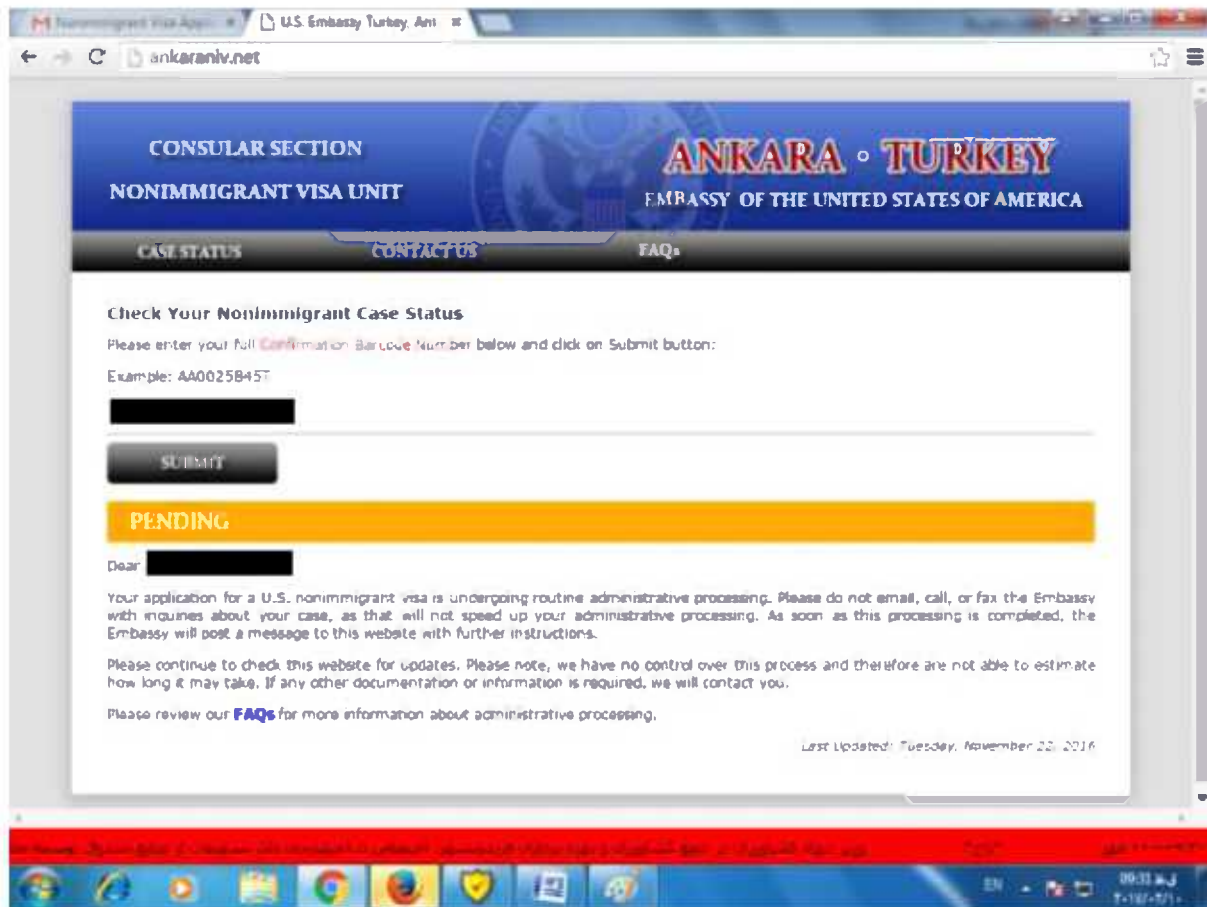 U.S. Embassy Turkey, Ani
ankaraniv.net
CONSULAR SECTION
NONIMMIGRANT VISA UNIT
ANKARA ◦ TURKEY
EMBASSY OF THE UNITED STATES OF AMERICA
CASE STATUS CONTACT US FAQs
Check Your Nonimmigrant Case Status
Please enter your full Confirmation Barcode Number below and click on Submit button:
Example: AA0025B45T
SUBMIT
PENDING
Dear
Your application for a U.S. nonimmigrant visa is undergoing routine administrative processing. Please do not email, call, or fax the Embassy
with inquiries about your case, as that will not speed up your administrative processing. As soon as this processing is completed, the
Embassy will post a message to this website with further instructions.
Please continue to check this website for updates. Please note, we have no control over this process and therefore are not able to estimate
how long it may take. If any other documentation or information is required, we will contact you.
Please review our FAQs for more information about administrative processing.
Last Updated: Tuesday, November 22, 2016
EN